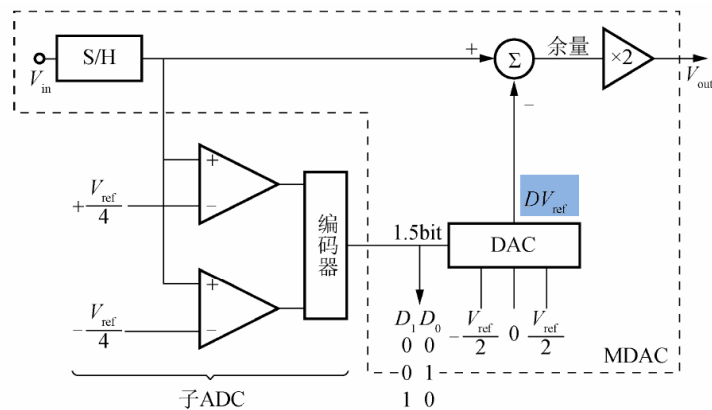 S/H
V_in
+
Σ
余量
×2
V_out
−
+
−
+V_ref/4
编码器
1.5bit
DV_ref
DAC
+
−
−V_ref/4
D_1 D_0
0 0
0 1
1 0
−V_ref/2 0 V_ref/2
MDAC
子ADC